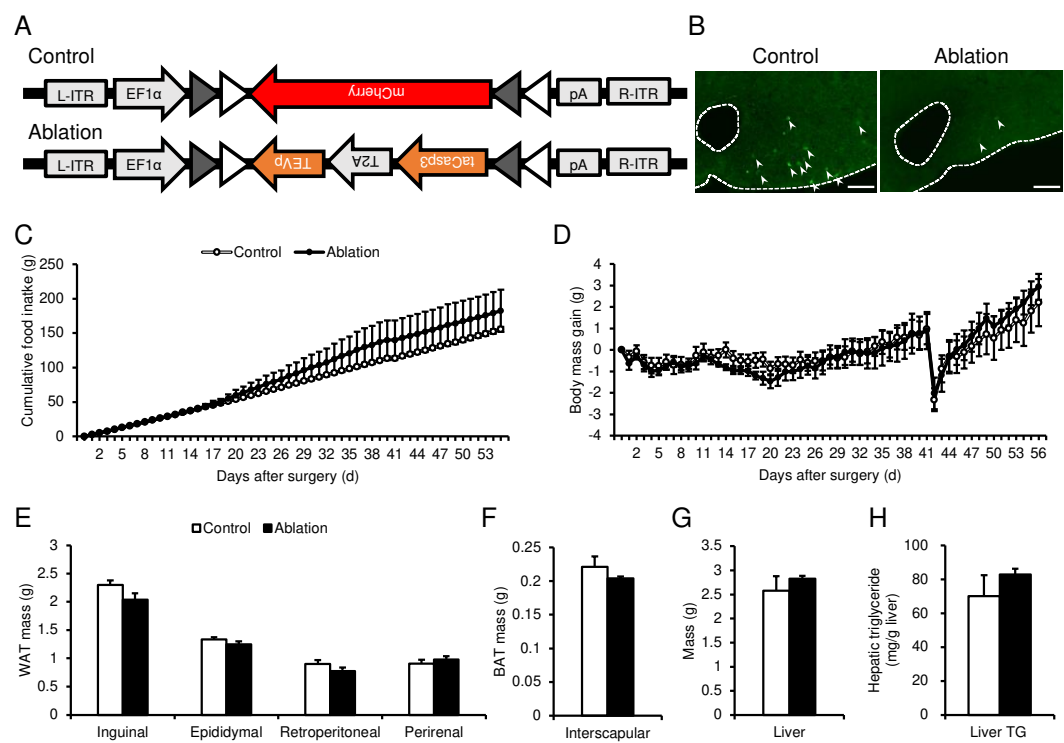 A
Control
L-ITR EF1α mCherry pA R-ITR
Ablation
L-ITR EF1α TEVp T2A taCasp3 pA R-ITR
B
Control Ablation
C
Control Ablation
Cumulative food inatke (g)
250
200
150
100
50
0
2 5 8 11 14 17 20 23 26 29 32 35 38 41 44 47 50 53
Days after surgery (d)
D
Body mass gain (g)
4
3
2
1
0
-1
-2
-3
-4
2 5 8 11 14 17 20 23 26 29 32 35 38 41 44 47 50 53 56
Days after surgery (d)
E
Control Ablation
WAT mass (g)
3
2.5
2
1.5
1
0.5
0
Inguinal Epididymal Retroperitoneal Perirenal
F
BAT mass (g)
0.25
0.2
0.15
0.1
0.05
0
Interscapular
G
Mass (g)
3.5
3
2.5
2
1.5
1
0.5
0
Liver
H
Hepatic triglyceride
(mg/g liver)
100
80
60
40
20
0
Liver TG